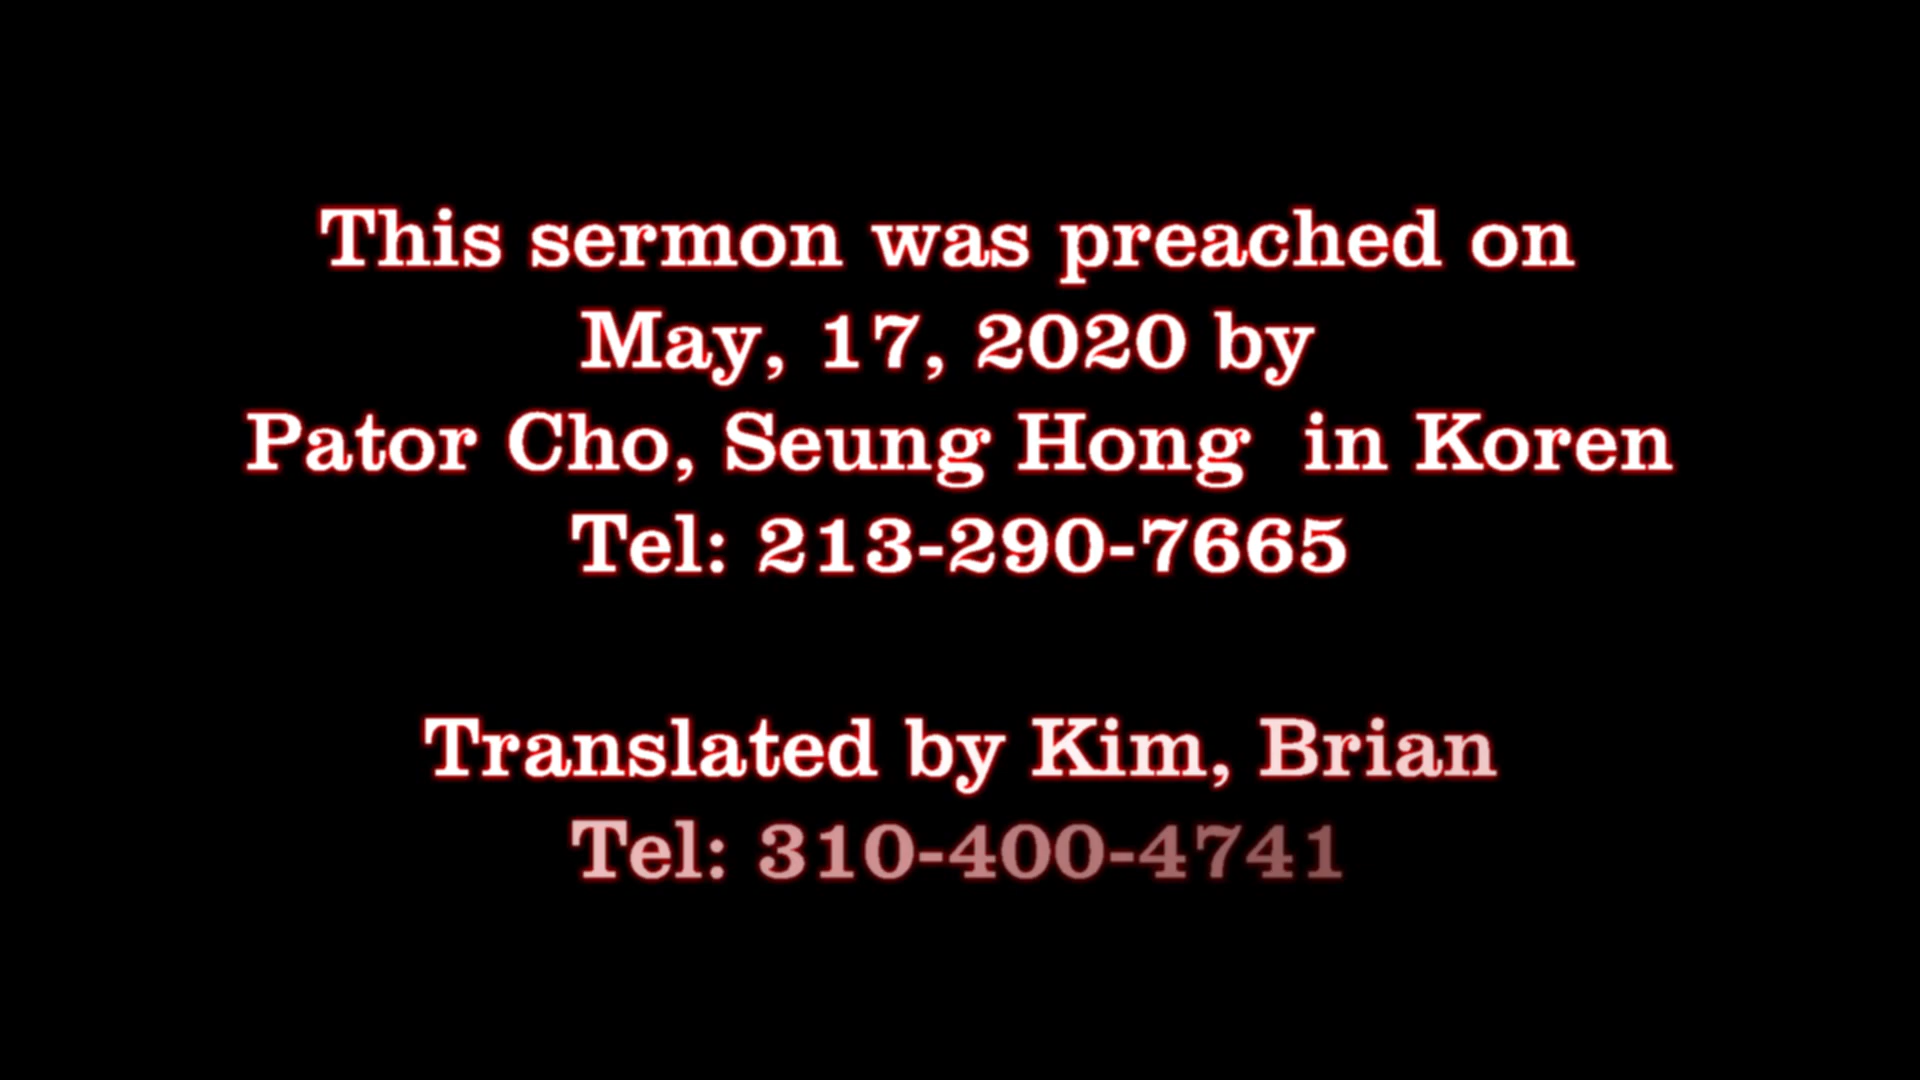 This sermon was preached on
May, 17, 2020 by
Pator Cho, Seung Hong  in Koren
Tel: 213-290-7665
Translated by Kim, Brian
Tel: 310-400-4741